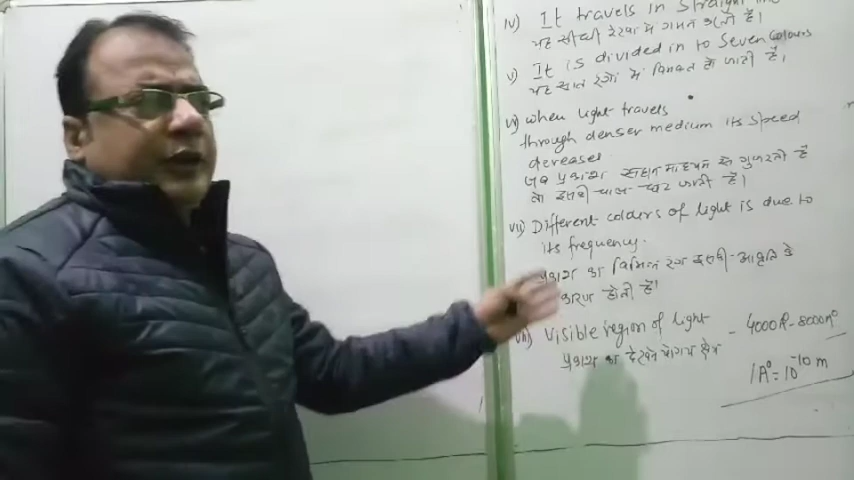 iv) It travels in straight line
यह सीधी रेखा में गमन करती है।
v) It is divided in to Seven Colours
यह सात रंगो में विभक्त हो जाती है।
vi) when light travels
through denser medium its speed
decreases
जब प्रकाश सघन माध्यम से गुजरती है
तो इसकी चाल घट जाती है।
vii) Different colours of light is due to
its frequency.
प्रकाश का विभिन्न रंग इसकी आवृति के
कारण होती है।
viii) Visible region of light - 4000A°-8000A°
प्रकाश का देखने योग्य क्षेत्र
1A°=10⁻¹⁰ m